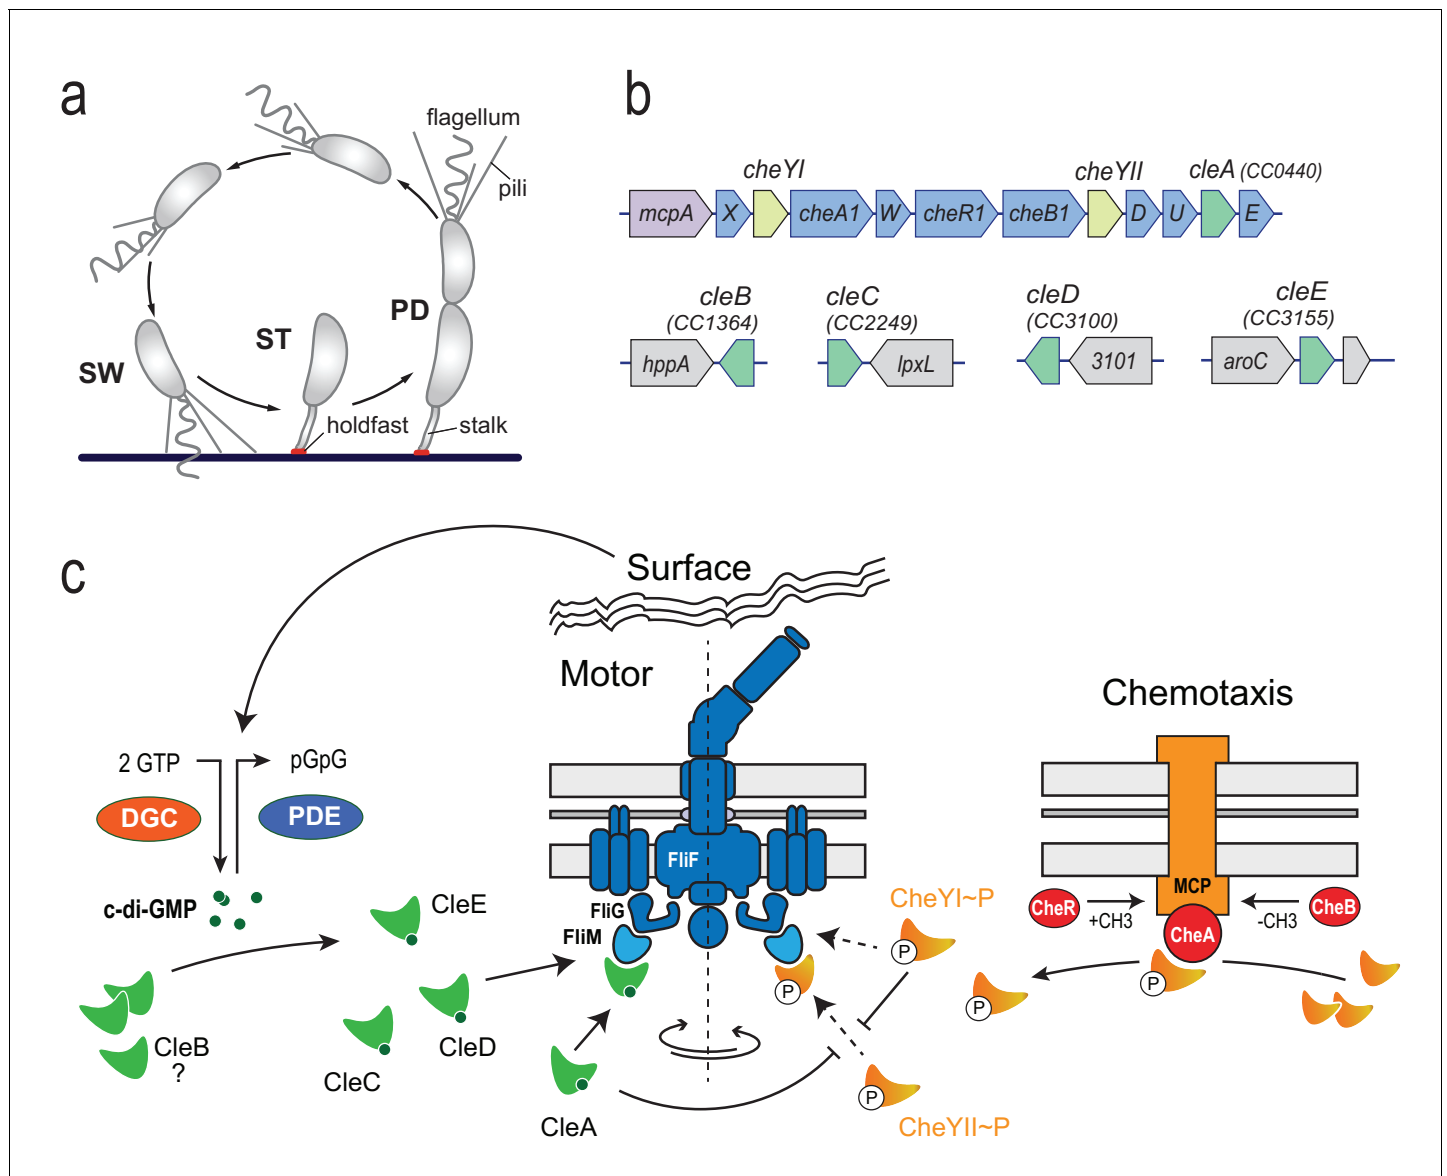 a
flagellum
pili
PD
ST
SW
holdfast
stalk
b
cheYI
cheYII
cleA (CC0440)
mcpA
X
cheA1
W
cheR1
cheB1
D
U
E
cleB
(CC1364)
cleC
(CC2249)
cleD
(CC3100)
cleE
(CC3155)
hppA
lpxL
3101
aroC
c
Surface
Motor
Chemotaxis
2 GTP
pGpG
DGC
PDE
c-di-GMP
CleE
CleB
?
CleD
CleC
CleA
FliF
FliG
FliM
CheYI~P
P
P
P
CheYII~P
MCP
CheR
+CH3
CheA
-CH3
CheB
P
P